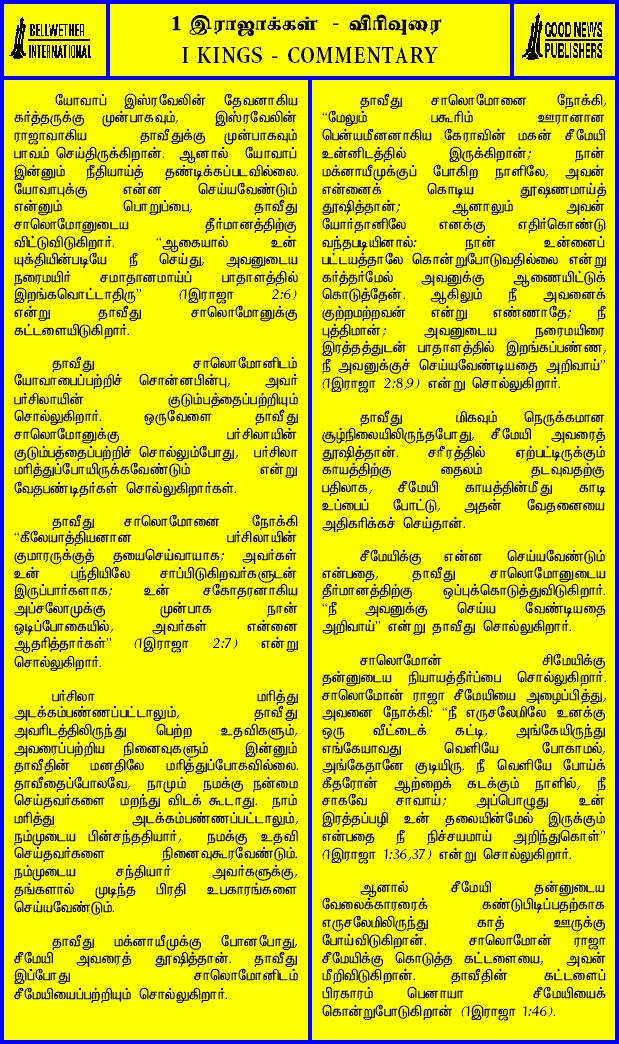 BELLWETHER
INTERNATIONAL
1 இராஜாக்கள் - விரிவுரை
I KINGS - COMMENTARY
GOOD NEWS
PUBLISHERS
யோவாப் இஸ்ரவேலின் தேவனாகிய
கர்த்தருக்கு முன்பாகவும், இஸ்ரவேலின்
ராஜாவாகிய தாவீதுக்கு முன்பாகவும்
பாவம் செய்திருக்கிறான். ஆனால் யோவாப்
இன்னும் நீதியாய்த் தண்டிக்கப்படவில்லை.
யோவாபுக்கு என்ன செய்யவேண்டும்
என்னும் பொறுப்பை, தாவீது
சாலொமோனுடைய தீர்மானத்திற்கு
விட்டுவிடுகிறார். “ஆகையால் உன்
யுக்தியின்படியே நீ செய்து, அவனுடைய
நரைமயிர் சமாதானமாய்ப் பாதாளத்தில்
இறங்கவொட்டாதிரு” (1இராஜா 2:6)
என்று தாவீது சாலொமோனுக்கு
கட்டளையிடுகிறார்.
தாவீது சாலொமோனிடம்
யோவாபைப்பற்றிச் சொன்னபின்பு, அவர்
பர்சிலாயின் குடும்பத்தைப்பற்றியும்
சொல்லுகிறார். ஒருவேளை தாவீது
சாலொமோனுக்கு பர்சிலாயின்
குடும்பத்தைப்பற்றிச் சொல்லும்போது, பர்சிலா
மரித்துப்போயிருக்கவேண்டும் என்று
வேதபண்டிதர்கள் சொல்லுகிறார்கள்.
தாவீது சாலொமோனை நோக்கி
“கீலேயாத்தியனான பர்சிலாயின்
குமாரருக்குத் தயைசெய்வாயாக; அவர்கள்
உன் பந்தியிலே சாப்பிடுகிறவர்களுடன்
இருப்பார்களாக; உன் சகோதரனாகிய
அப்சலோமுக்கு முன்பாக நான்
ஓடிப்போகையில், அவர்கள் என்னை
ஆதரித்தார்கள்” (1இராஜா 2:7) என்று
சொல்லுகிறார்.
பர்சிலா மரித்து
அடக்கம்பண்ணப்பட்டாலும், தாவீது
அவரிடத்திலிருந்து பெற்ற உதவிகளும்,
அவரைப்பற்றிய நினைவுகளும் இன்னும்
தாவீதின் மனதிலே மரித்துப்போகவில்லை.
தாவீதைப்போலவே, நாமும் நமக்கு நன்மை
செய்தவர்களை மறந்து விடக் கூடாது. நாம்
மரித்து அடக்கம்பண்ணப்பட்டாலும்,
நம்முடைய பின்சந்ததியார், நமக்கு உதவி
செய்தவர்களை நினைவுகூரவேண்டும்.
நம்முடைய சந்தியார் அவர்களுக்கு,
தங்களால் முடிந்த பிரதி உபகாரங்களை
செய்யவேண்டும்.
தாவீது மக்னாயீமுக்கு போனபோது,
சீமேயி அவரைத் தூஷித்தான். தாவீது
இப்போது சாலொமோனிடம்
சீமேயியைப்பற்றியும் சொல்லுகிறார்.
தாவீது சாலொமோனை நோக்கி,
“மேலும் பகூரிம் ஊரானான
பென்யமீனனாகிய கேராவின் மகன் சீமேயி
உன்னிடத்தில் இருக்கிறான்; நான்
மக்னாயீமுக்குப் போகிற நாளிலே, அவன்
என்னைக் கொடிய தூஷணமாய்த்
தூஷித்தான்; ஆனாலும் அவன்
யோர்தானிலே எனக்கு எதிர்கொண்டு
வந்தபடியினால்: நான் உன்னைப்
பட்டயத்தாலே கொன்றுபோடுவதில்லை என்று
கர்த்தர்மேல் அவனுக்கு ஆணையிட்டுக்
கொடுத்தேன். ஆகிலும் நீ அவனைக்
குற்றமற்றவன் என்று எண்ணாதே; நீ
புத்திமான்; அவனுடைய நரைமயிரை
இரத்தத்துடன் பாதாளத்தில் இறங்கப்பண்ண,
நீ அவனுக்குச் செய்யவேண்டியதை அறிவாய்”
(1இராஜா 2:8,9) என்று சொல்லுகிறார்.
தாவீது மிகவும் நெருக்கமான
சூழ்நிலையிலிருந்தபோது, சீமேயி அவரைத்
தூஷித்தான். சரீரத்தில் ஏற்பட்டிருக்கும்
காயத்திற்கு தைலம் தடவுவதற்கு
பதிலாக, சீமேயி காயத்தின்மீது காடி
உப்பைப் போட்டு, அதன் வேதனையை
அதிகரிக்கச் செய்தான்.
சீமேயிக்கு என்ன செய்யவேண்டும்
என்பதை, தாவீது சாலொமோனுடைய
தீர்மானத்திற்கு ஒப்புக்கொடுத்துவிடுகிறார்.
“நீ அவனுக்கு செய்ய வேண்டியதை
அறிவாய்” என்று தாவீது சொல்லுகிறார்.
சாலொமோன் சிமேயிக்கு
தன்னுடைய நியாயத்தீர்ப்பை சொல்லுகிறார்.
சாலொமோன் ராஜா சீமேயியை அழைப்பித்து,
அவனை நோக்கி: “நீ எருசலேமிலே உனக்கு
ஒரு வீட்டைக் கட்டி, அங்கேயிருந்து
எங்கேயாவது வெளியே போகாமல்,
அங்கேதானே குடியிரு. நீ வெளியே போய்க்
கீதரோன் ஆற்றைக் கடக்கும் நாளில், நீ
சாகவே சாவாய்; அப்பொழுது உன்
இரத்தப்பழி உன் தலையின்மேல் இருக்கும்
என்பதை நீ நிச்சயமாய் அறிந்துகொள்”
(1இராஜா 1:36,37) என்று சொல்லுகிறார்.
ஆனால் சீமேயி தன்னுடைய
வேலைக்காரரைக் கண்டுபிடிப்பதற்காக
எருசலேமிலிருந்து காத் ஊருக்கு
போய்விடுகிறான். சாலொமோன் ராஜா
சீமேயிக்கு கொடுத்த கட்டளையை, அவன்
மீறிவிடுகிறான். தாவீதின் கட்டளைப்
பிரகாரம் பெனாயா சீமேயியைக்
கொன்றுபோடுகிறான் (1இராஜா 1:46).